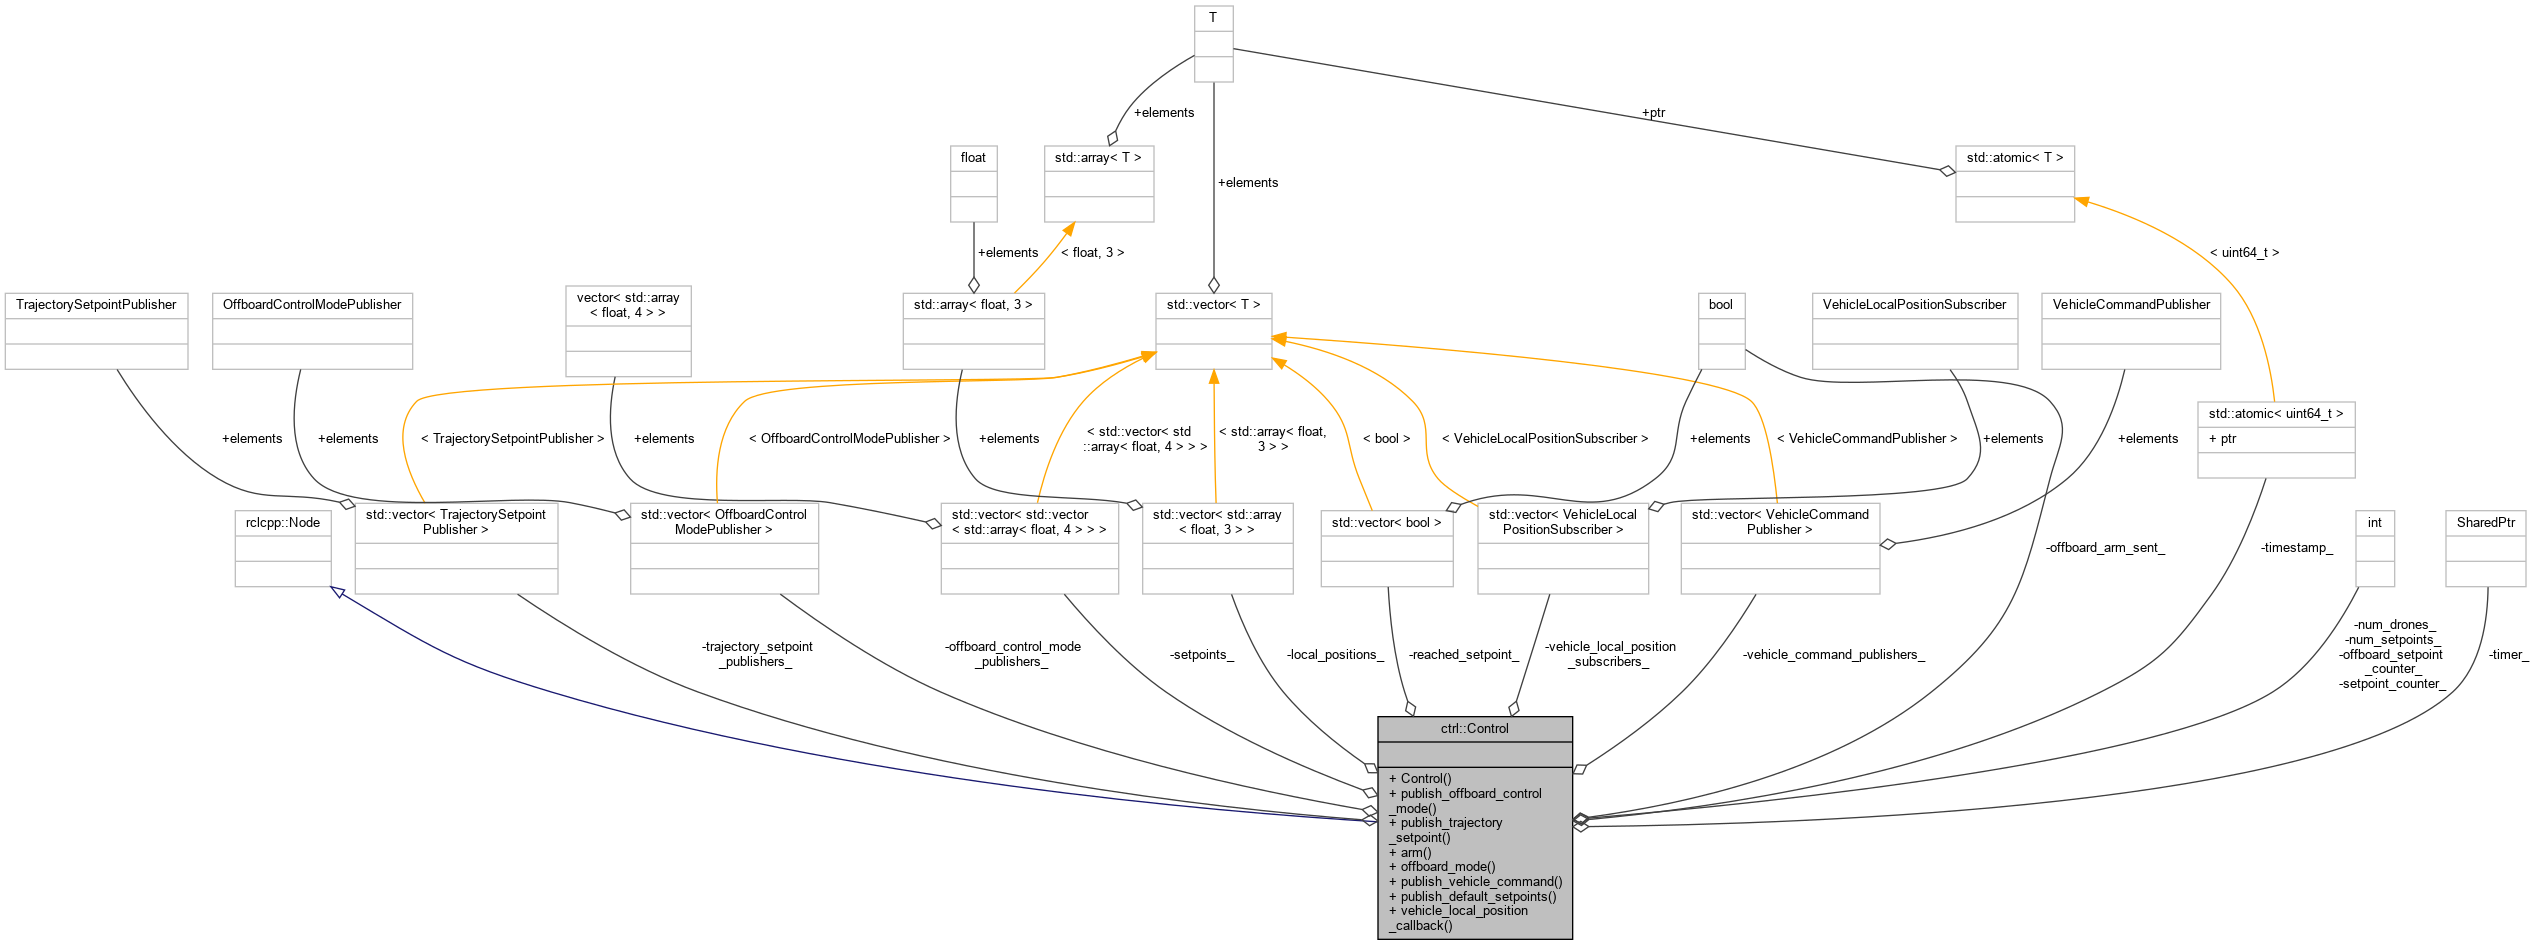 T
+elements
+ptr
float
std::array< T >
std::atomic< T >
+elements
+elements
< float, 3 >
< uint64_t >
TrajectorySetpointPublisher
OffboardControlModePublisher
vector< std::array
< float, 4 > >
std::array< float, 3 >
std::vector< T >
bool
VehicleLocalPositionSubscriber
VehicleCommandPublisher
std::atomic< uint64_t >
+ ptr
+elements
< TrajectorySetpointPublisher >
+elements
< OffboardControlModePublisher >
+elements
+elements
< std::vector< std
::array< float, 4 > > >
< std::array< float,
3 > >
< bool >
< VehicleLocalPositionSubscriber >
+elements
< VehicleCommandPublisher >
+elements
+elements
rclcpp::Node
std::vector< TrajectorySetpoint
Publisher >
std::vector< OffboardControl
ModePublisher >
std::vector< std::vector
< std::array< float, 4 > > >
std::vector< std::array
< float, 3 > >
std::vector< bool >
std::vector< VehicleLocal
PositionSubscriber >
std::vector< VehicleCommand
Publisher >
-offboard_arm_sent_
-timestamp_
int
SharedPtr
-trajectory_setpoint
_publishers_
-offboard_control_mode
_publishers_
-setpoints_
-local_positions_
-reached_setpoint_
-vehicle_local_position
_subscribers_
-vehicle_command_publishers_
-num_drones_
-num_setpoints_
-offboard_setpoint
_counter_
-setpoint_counter_
-timer_
ctrl::Control
+ Control()
+ publish_offboard_control
_mode()
+ publish_trajectory
_setpoint()
+ arm()
+ offboard_mode()
+ publish_vehicle_command()
+ publish_default_setpoints()
+ vehicle_local_position
_callback()